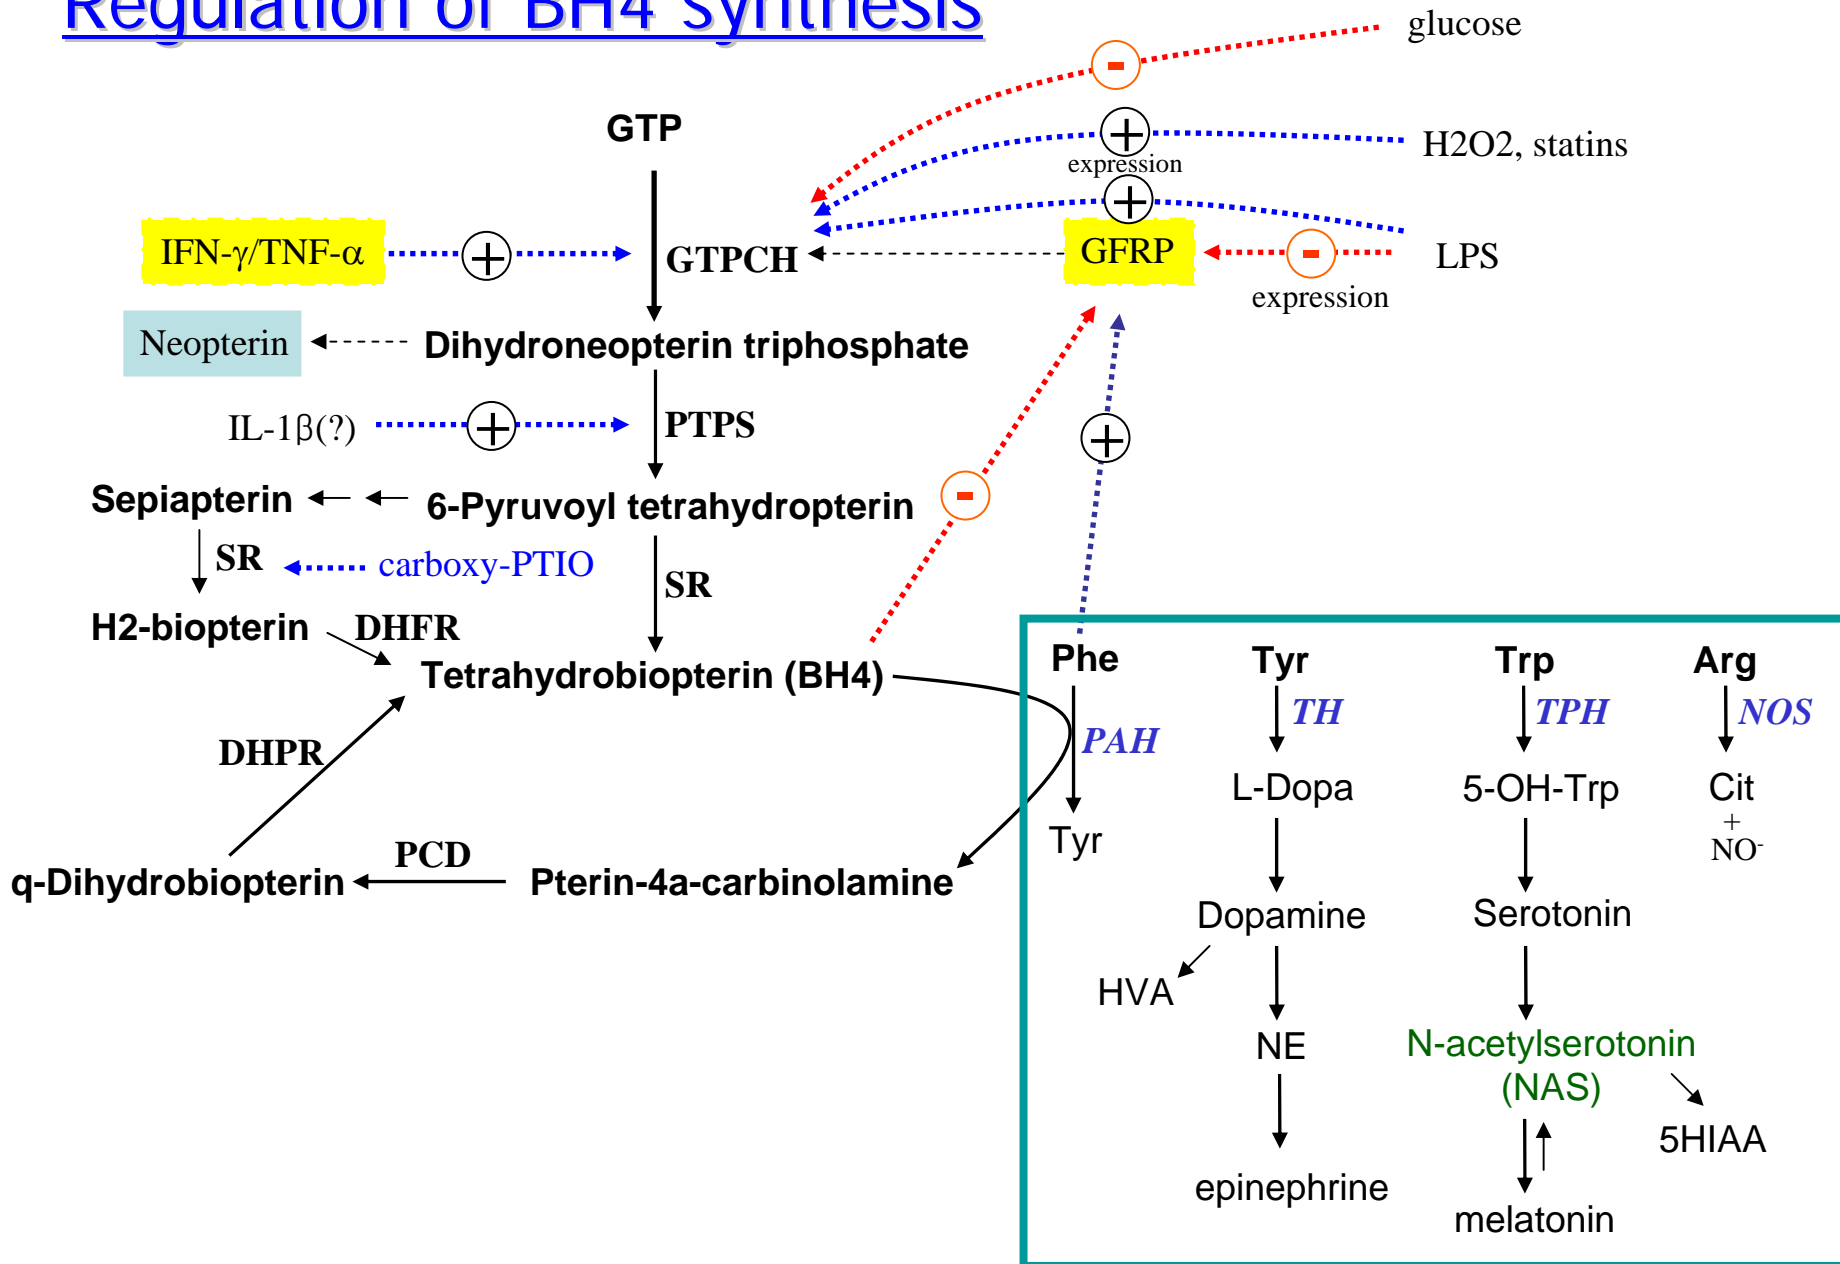 Regulation of BH4 synthesis
glucose
-
GTP
+
expression
H2O2, statins
+
IFN-γ/TNF-α
+
GTPCH
GFRP
-
LPS
expression
Neopterin
Dihydroneopterin triphosphate
IL-1β(?)
+
PTPS
+
Sepiapterin
6-Pyruvoyl tetrahydropterin
-
SR
carboxy-PTIO
SR
H2-biopterin
DHFR
Tetrahydrobiopterin (BH4)
Phe
Tyr
Trp
Arg
TH
TPH
NOS
PAH
DHPR
L-Dopa
5-OH-Trp
Cit
+
NO-
Tyr
PCD
q-Dihydrobiopterin
Pterin-4a-carbinolamine
Dopamine
Serotonin
HVA
NE
N-acetylserotonin
(NAS)
5HIAA
epinephrine
melatonin